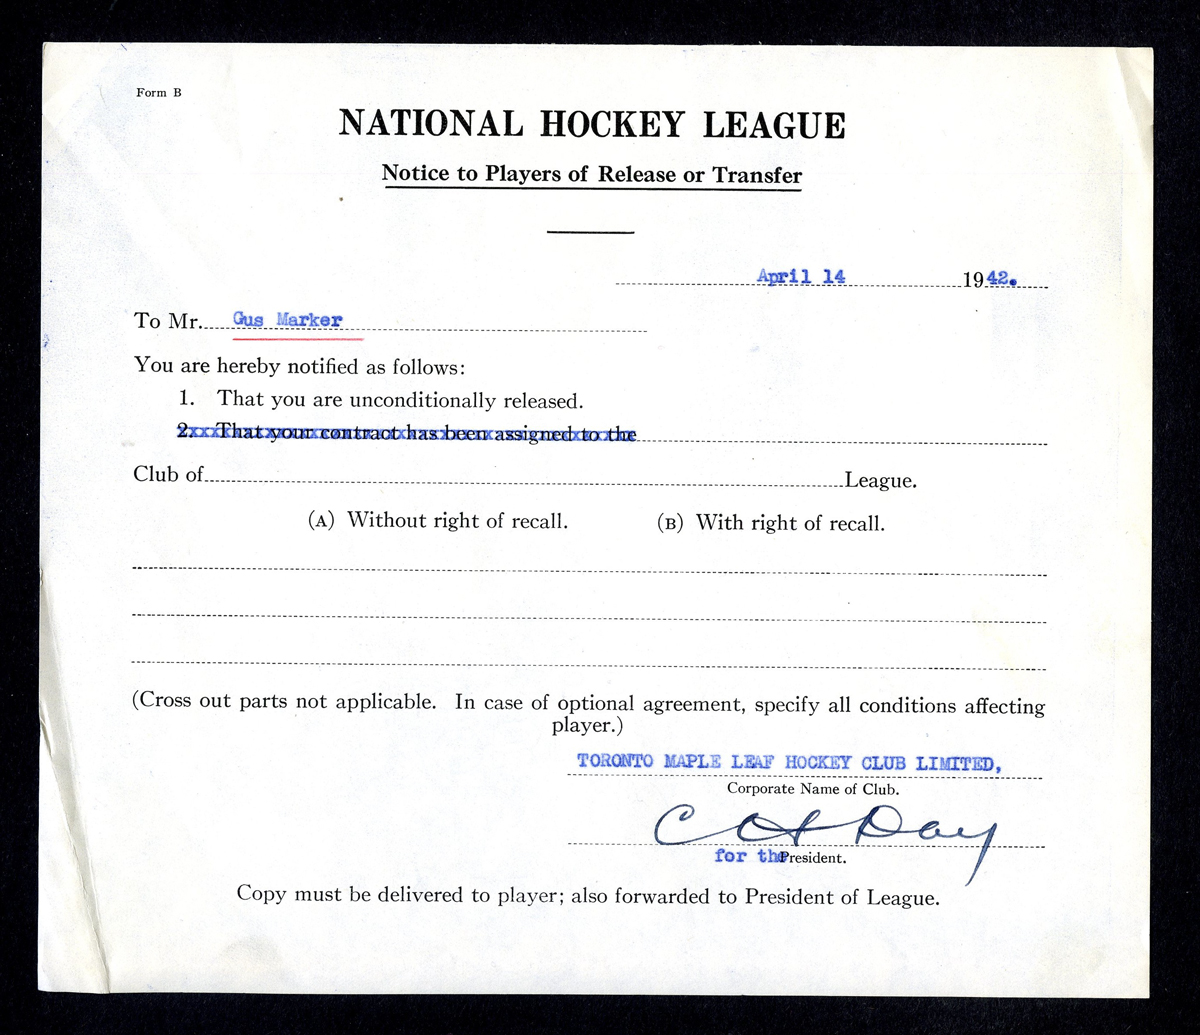 Form B
NATIONAL HOCKEY LEAGUE
Notice to Players of Release or Transfer
April 14 1942.
To Mr. Gus Marker
You are hereby notified as follows:
1. That you are unconditionally released.
2. That your contract has been assigned to the
Club of League.
(A) Without right of recall. (B) With right of recall.
(Cross out parts not applicable. In case of optional agreement, specify all conditions affecting
player.)
TORONTO MAPLE LEAF HOCKEY CLUB LIMITED,
Corporate Name of Club.
C H Day
for the President.
Copy must be delivered to player; also forwarded to President of League.